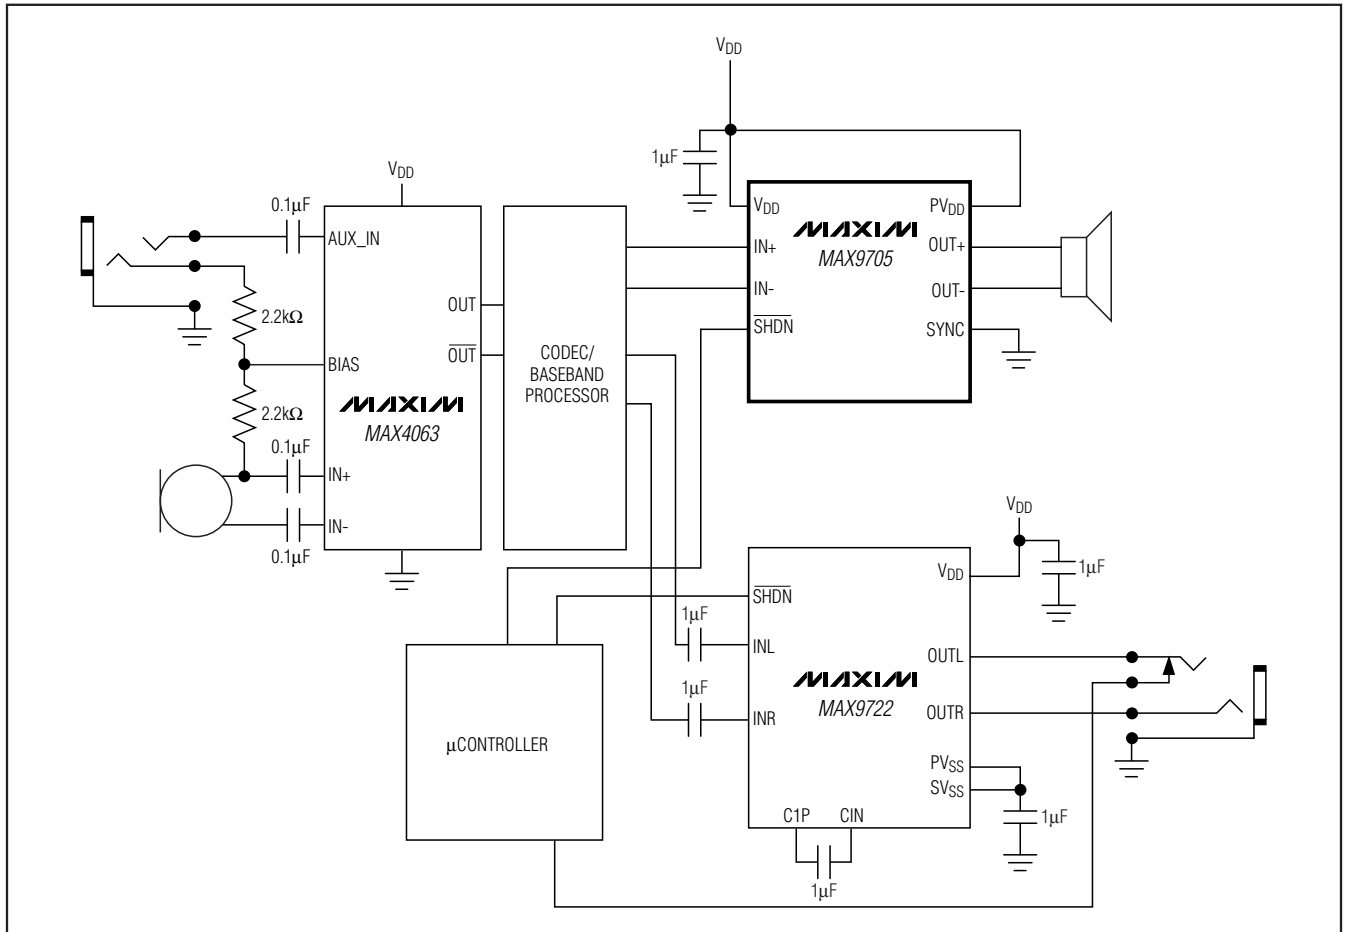 VDD
1µF
VDD
0.1µF
AUX_IN
2.2kΩ
BIAS
2.2kΩ
0.1µF
IN+
IN-
0.1µF
OUT
OUT
MAXIM
MAX4063
CODEC/
BASEBAND
PROCESSOR
VDD
PVDD
MAXIM
MAX9705
IN+
OUT+
IN-
OUT-
SHDN
SYNC
VDD
VDD
1µF
SHDN
1µF
INL
OUTL
MAXIM
MAX9722
1µF
INR
OUTR
µCONTROLLER
PVSS
SVSS
1µF
C1P
CIN
1µF